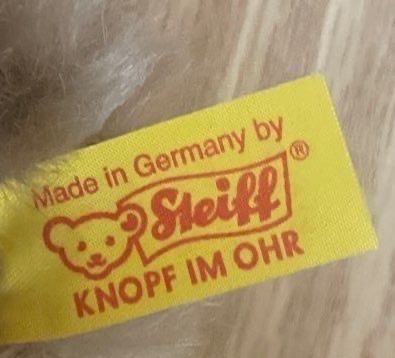 Made in Germany by
Steiff®
KNOPF IM OHR